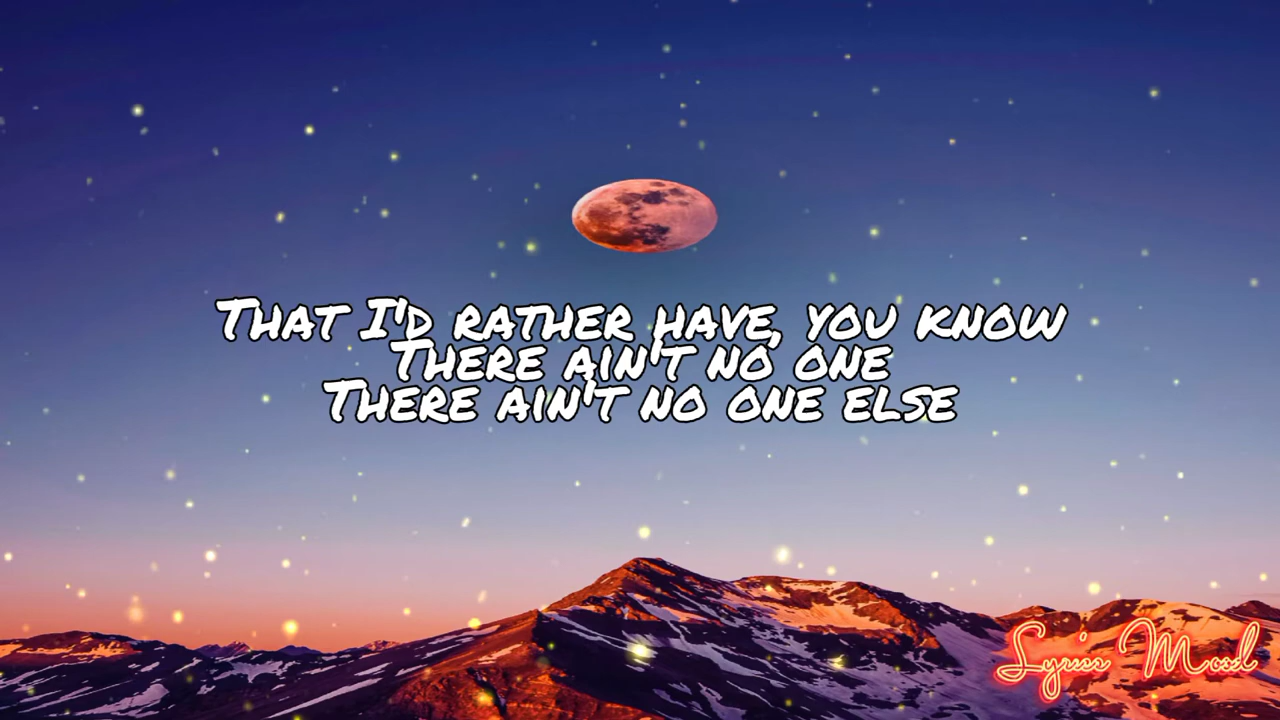 That I'd rather have, you know
There ain't no one
There ain't no one else
Lyrics Mood